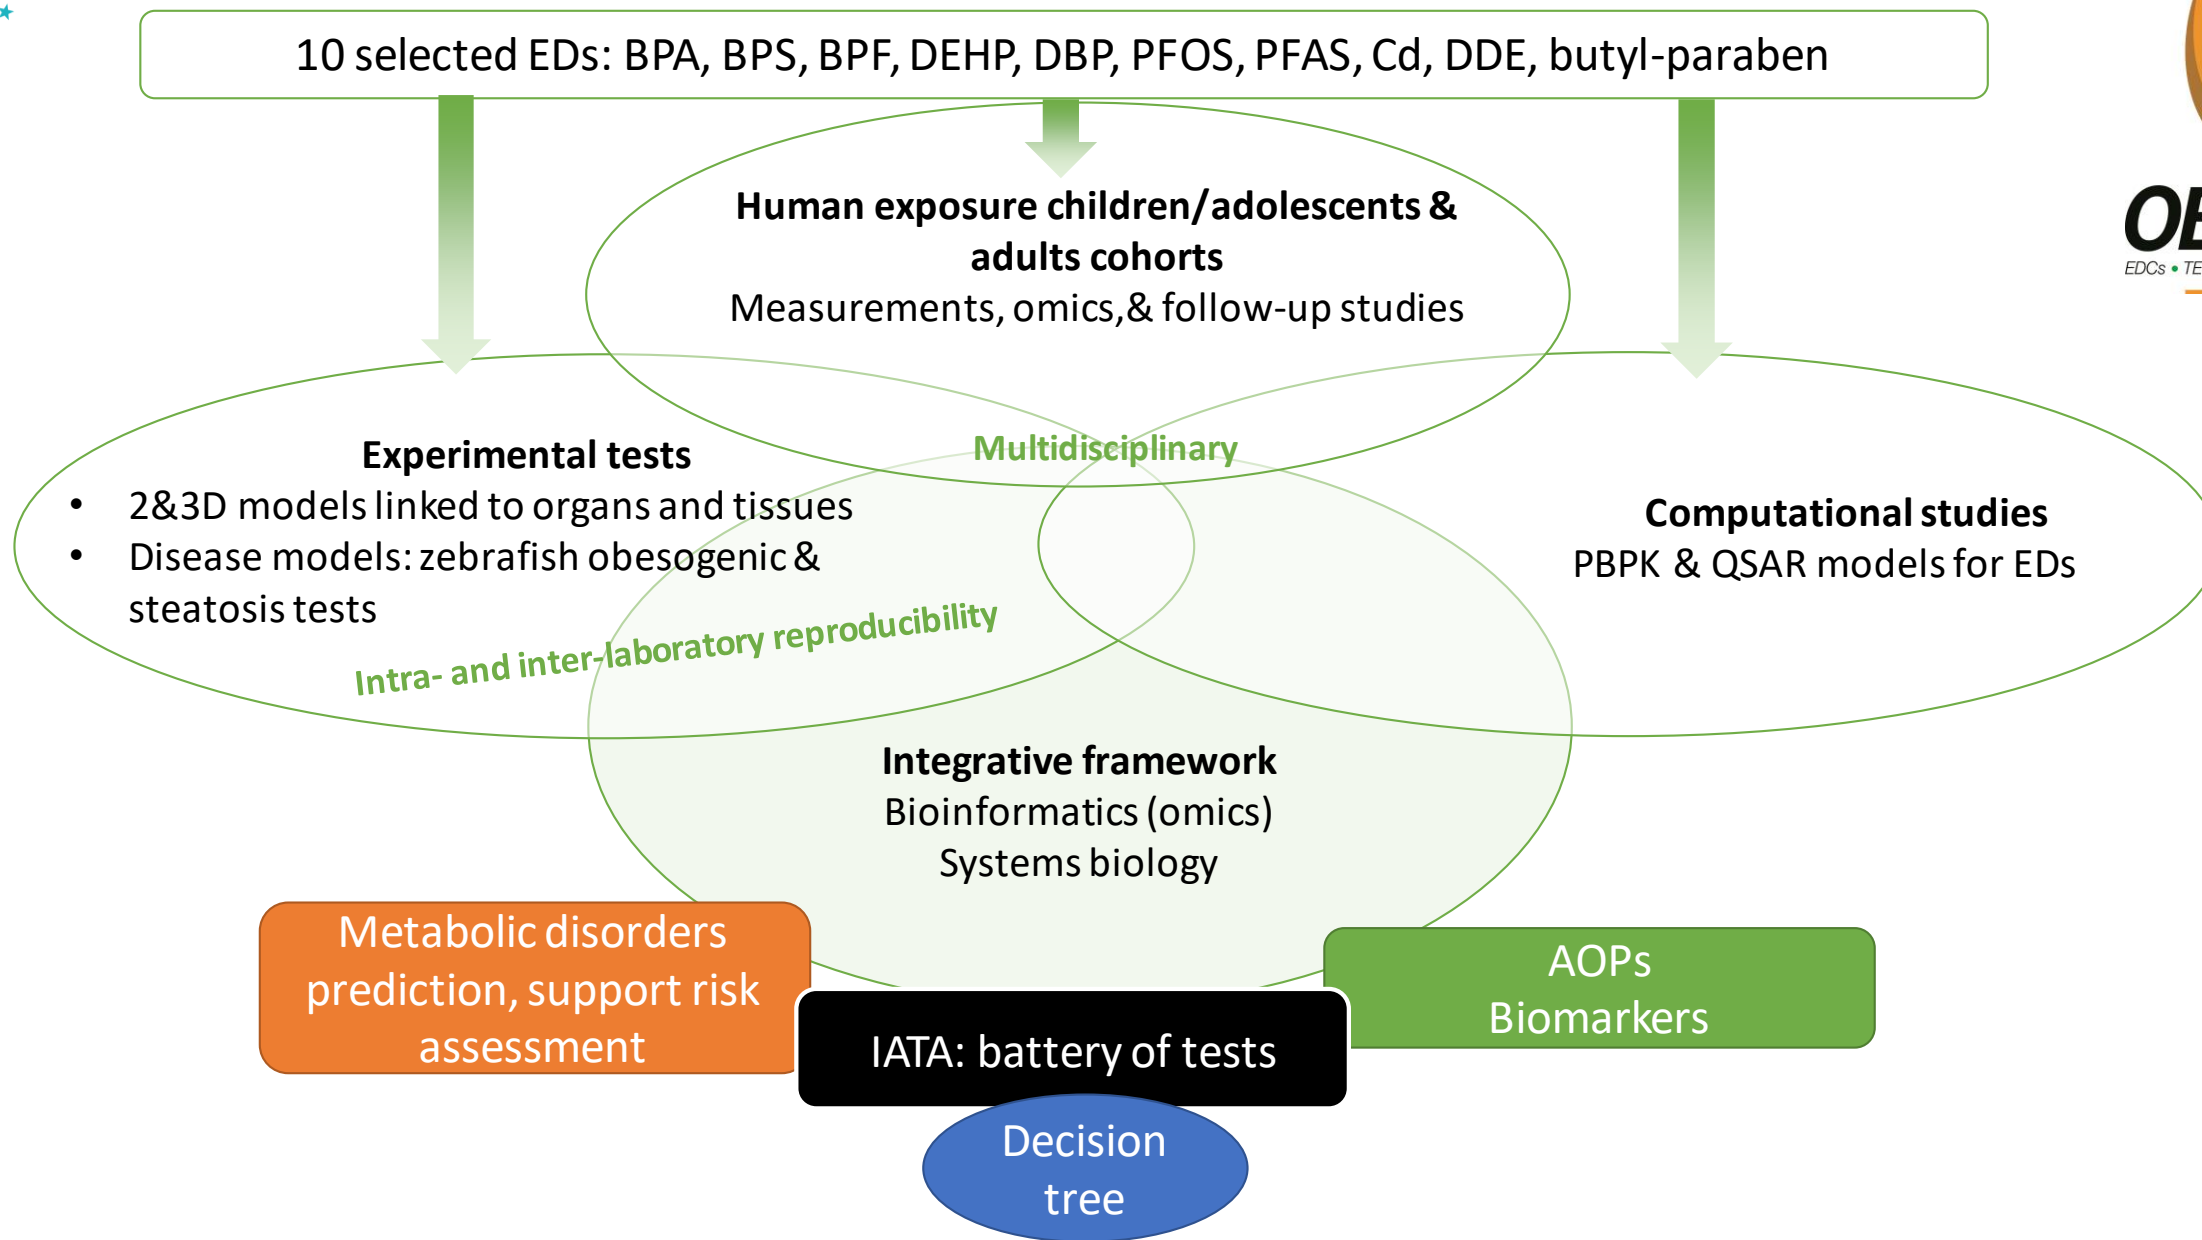 10 selected EDs: BPA, BPS, BPF, DEHP, DBP, PFOS, PFAS, Cd, DDE, butyl-paraben
Human exposure children/adolescents &
adults cohorts
Measurements, omics,& follow-up studies
OB
EDCs • TE
Multidisciplinary
Experimental tests
• 2&3D models linked to organs and tissues
• Disease models: zebrafish obesogenic &
steatosis tests
Intra- and inter-laboratory reproducibility
Computational studies
PBPK & QSAR models for EDs
Integrative framework
Bioinformatics (omics)
Systems biology
Metabolic disorders
prediction, support risk
assessment
AOPs
Biomarkers
IATA: battery of tests
Decision
tree